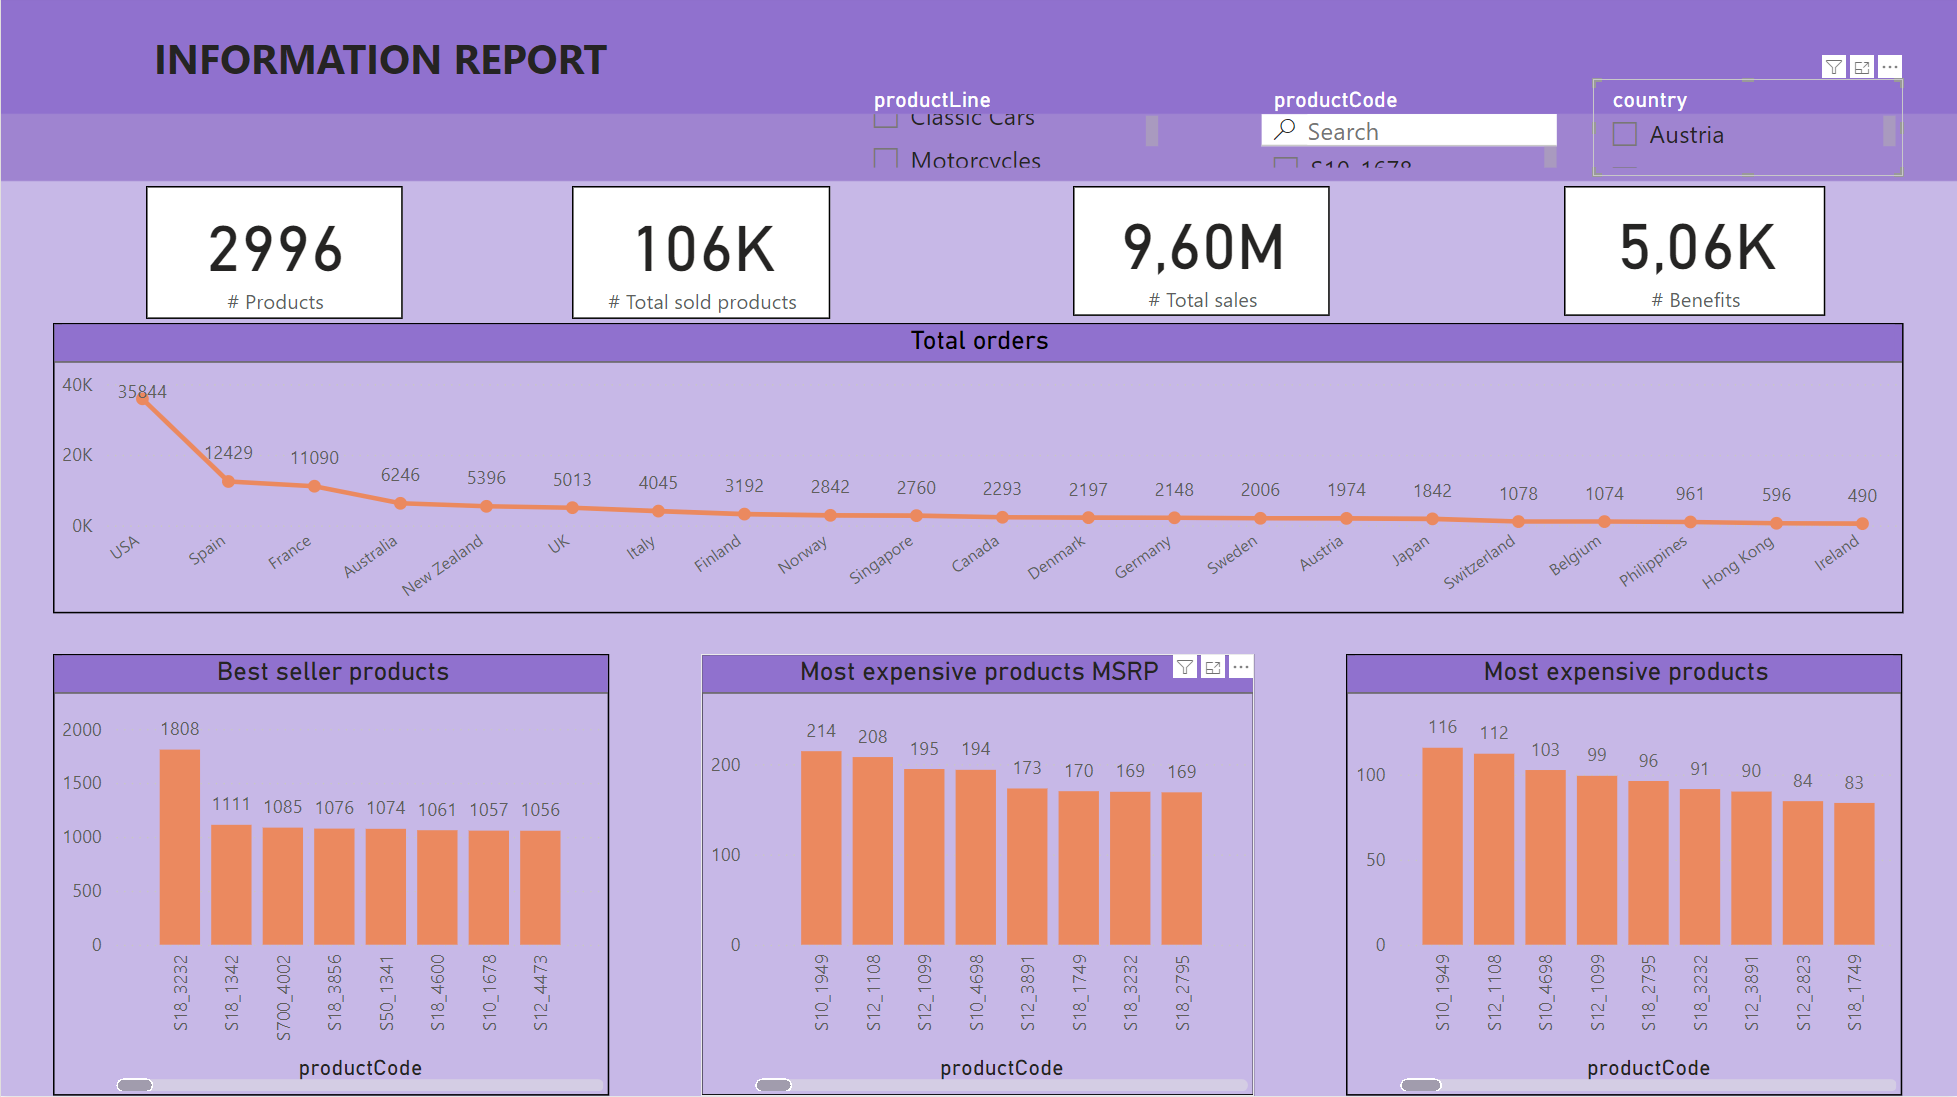 INFORMATION REPORT
productLine
Classic Cars
Motorcycles
productCode
Search
S10_1678
country
Austria
2996
# Products
106K
# Total sold products
9,60M
# Total sales
5,06K
# Benefits
Total orders
40K
20K
0K
35844 12429 11090 6246 5396 5013 4045 3192 2842 2760 2293 2197 2148 2006 1974 1842 1078 1074 961 596 490
USA Spain France Australia New Zealand UK Italy Finland Norway Singapore Canada Denmark Germany Sweden Austria Japan Switzerland Belgium Philippines Hong Kong Ireland
Best seller products
2000
1500
1000
500
0
1808 1111 1085 1076 1074 1061 1057 1056
S18_3232 S18_1342 S700_4002 S18_3856 S50_1341 S18_4600 S10_1678 S12_4473
productCode
Most expensive products MSRP
200
100
0
214 208 195 194 173 170 169 169
S10_1949 S12_1108 S12_1099 S10_4698 S12_3891 S18_1749 S18_3232 S18_2795
productCode
Most expensive products
100
50
0
116 112 103 99 96 91 90 84 83
S10_1949 S12_1108 S10_4698 S12_1099 S18_2795 S18_3232 S12_3891 S12_2823 S18_1749
productCode